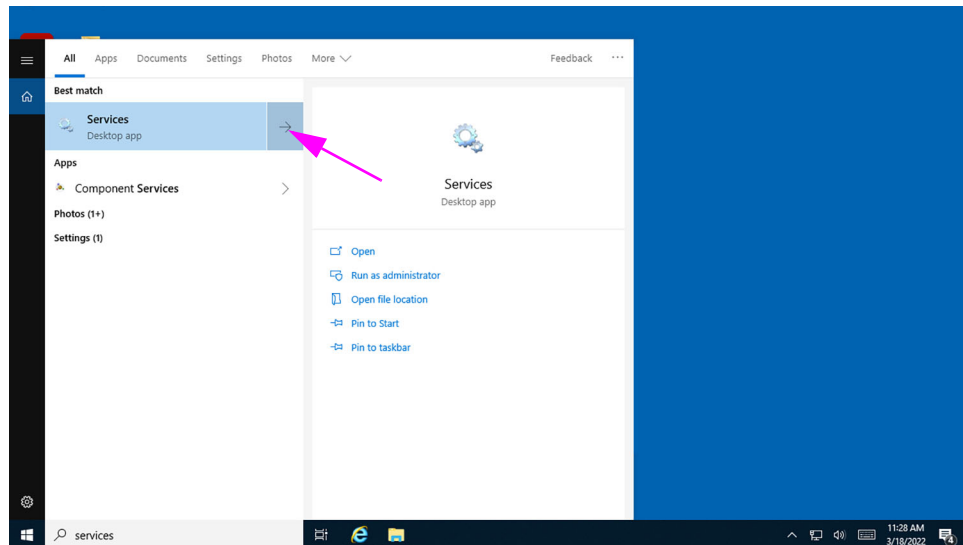 All Apps Documents Settings Photos More Feedback ...
Best match
Services
Desktop app
Apps
Component Services
Photos (1+)
Settings (1)
Services
Desktop app
Open
Run as administrator
Open file location
Pin to Start
Pin to taskbar
services
11:28 AM
3/18/2022
4